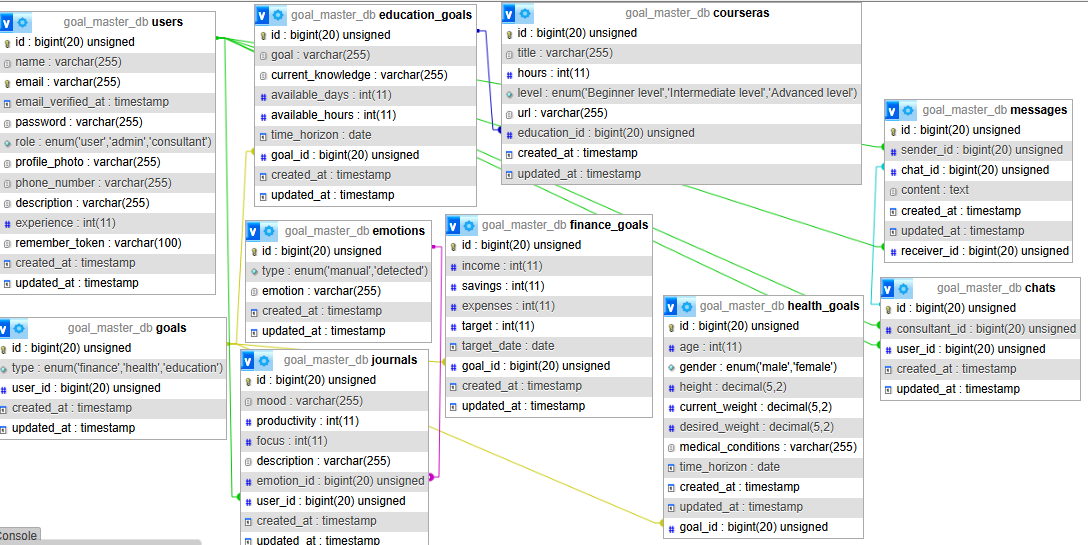 goal_master_db users
id : bigint(20) unsigned
name : varchar(255)
email : varchar(255)
email_verified_at : timestamp
password : varchar(255)
role : enum('user','admin','consultant')
profile_photo : varchar(255)
phone_number : varchar(255)
description : varchar(255)
experience : int(11)
remember_token : varchar(100)
created_at : timestamp
updated_at : timestamp
goal_master_db goals
id : bigint(20) unsigned
type : enum('finance','health','education')
user_id : bigint(20) unsigned
created_at : timestamp
updated_at : timestamp
goal_master_db education_goals
id : bigint(20) unsigned
goal : varchar(255)
current_knowledge : varchar(255)
available_days : int(11)
available_hours : int(11)
time_horizon : date
goal_id : bigint(20) unsigned
created_at : timestamp
updated_at : timestamp
goal_master_db emotions
id : bigint(20) unsigned
type : enum('manual','detected')
emotion : varchar(255)
created_at : timestamp
updated_at : timestamp
goal_master_db journals
id : bigint(20) unsigned
mood : varchar(255)
productivity : int(11)
focus : int(11)
description : varchar(255)
emotion_id : bigint(20) unsigned
user_id : bigint(20) unsigned
created_at : timestamp
updated_at : timestamp
goal_master_db courseras
id : bigint(20) unsigned
title : varchar(255)
hours : int(11)
level : enum('Beginner level','Intermediate level','Advanced level')
url : varchar(255)
education_id : bigint(20) unsigned
created_at : timestamp
updated_at : timestamp
goal_master_db finance_goals
id : bigint(20) unsigned
income : int(11)
savings : int(11)
expenses : int(11)
target : int(11)
target_date : date
goal_id : bigint(20) unsigned
created_at : timestamp
updated_at : timestamp
goal_master_db health_goals
id : bigint(20) unsigned
age : int(11)
gender : enum('male','female')
height : decimal(5,2)
current_weight : decimal(5,2)
desired_weight : decimal(5,2)
medical_conditions : varchar(255)
time_horizon : date
created_at : timestamp
updated_at : timestamp
goal_id : bigint(20) unsigned
goal_master_db messages
id : bigint(20) unsigned
sender_id : bigint(20) unsigned
chat_id : bigint(20) unsigned
content : text
created_at : timestamp
updated_at : timestamp
receiver_id : bigint(20) unsigned
goal_master_db chats
id : bigint(20) unsigned
consultant_id : bigint(20) unsigned
user_id : bigint(20) unsigned
created_at : timestamp
updated_at : timestamp
Console